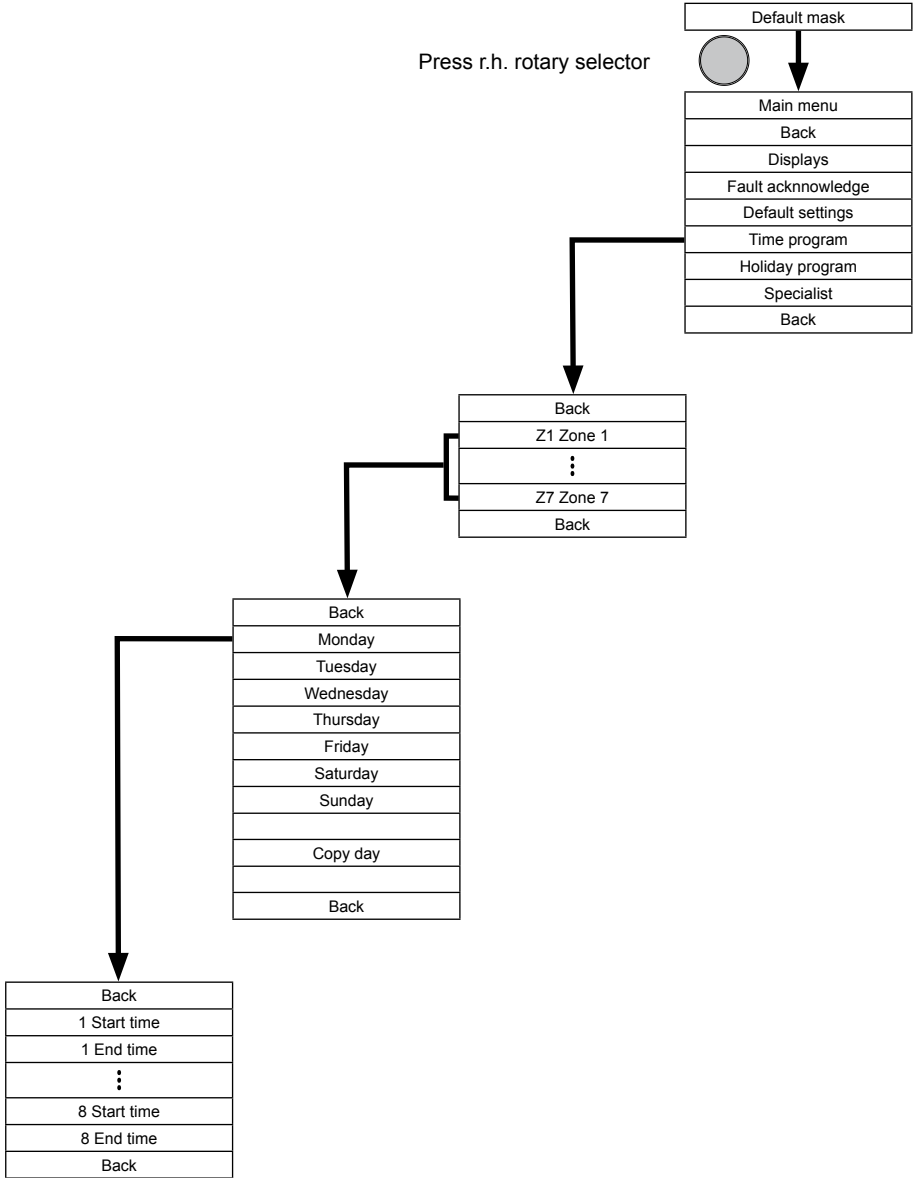 Default mask
Press r.h. rotary selector
Main menu
Back
Displays
Fault acknnowledge
Default settings
Time program
Holiday program
Specialist
Back
Back
Z1 Zone 1
Z7 Zone 7
Back
Back
Monday
Tuesday
Wednesday
Thursday
Friday
Saturday
Sunday
Copy day
Back
Back
1 Start time
1 End time
8 Start time
8 End time
Back